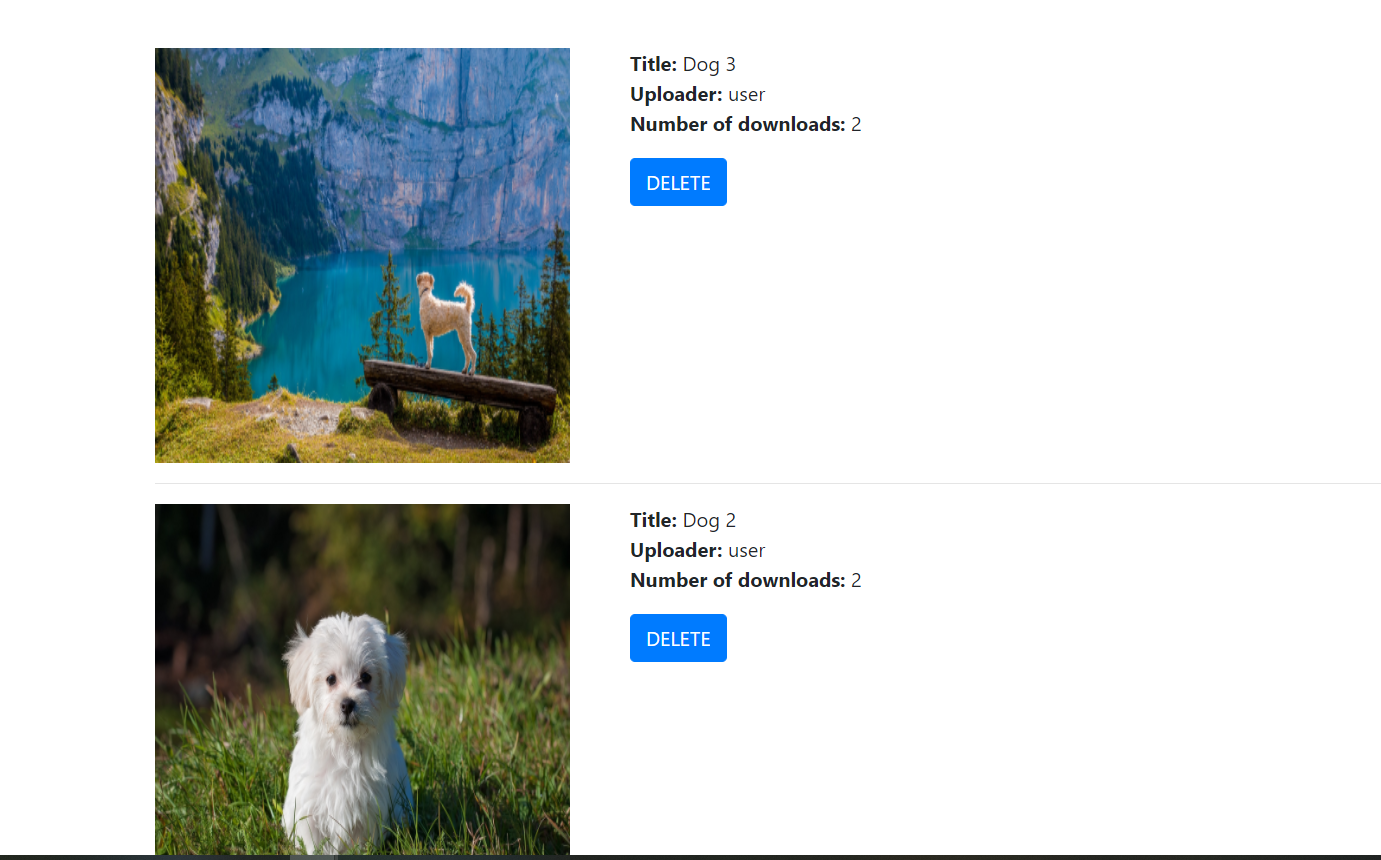 Title: Dog 3
Uploader: user
Number of downloads: 2
DELETE
Title: Dog 2
Uploader: user
Number of downloads: 2
DELETE